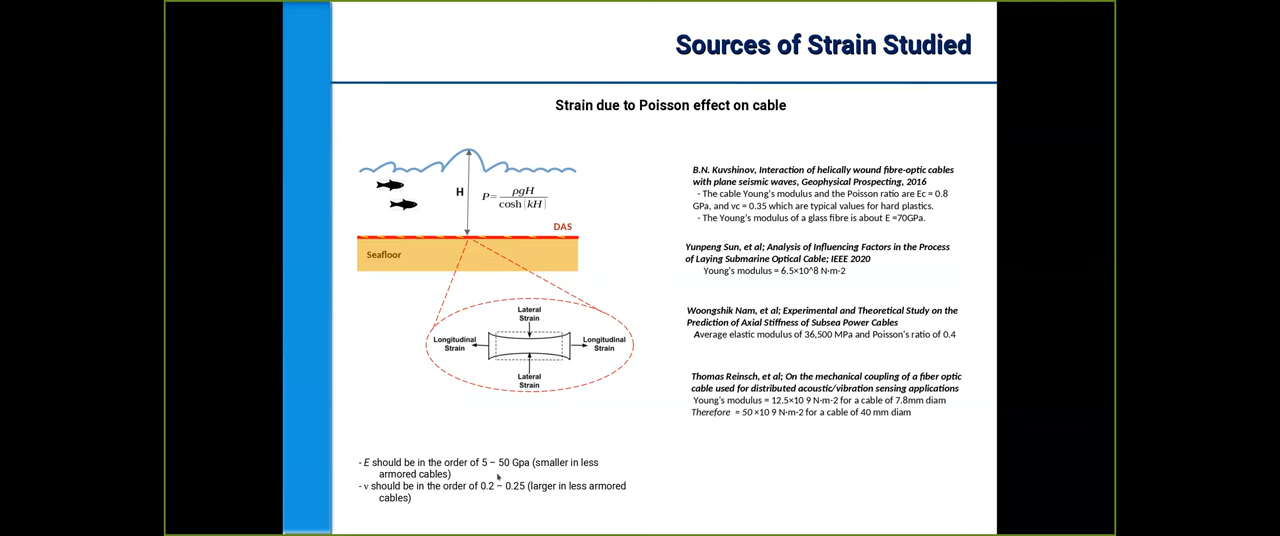 Sources of Strain Studied
Strain due to Poisson effect on cable
H
P= ρgH
cosh(kH)
DAS
Seafloor
Lateral
Strain
Longitudinal
Strain
Longitudinal
Strain
Lateral
Strain
- E should be in the order of 5 – 50 Gpa (smaller in less
armored cables)
- ν should be in the order of 0.2 – 0.25 (larger in less armored
cables)
B.N. Kuvshinov, Interaction of helically wound fibre-optic cables
with plane seismic waves, Geophysical Prospecting, 2016
- The cable Young's modulus and the Poisson ratio are Ec = 0.8
GPa, and νc = 0.35 which are typical values for hard plastics.
- The Young's modulus of a glass fibre is about E =70GPa.
Yunpeng Sun, et al; Analysis of Influencing Factors in the Process
of Laying Submarine Optical Cable; IEEE 2020
Young's modulus = 6.5×10^8 N·m-2
Woongshik Nam, et al; Experimental and Theoretical Study on the
Prediction of Axial Stiffness of Subsea Power Cables
Average elastic modulus of 36,500 MPa and Poisson's ratio of 0.4
Thomas Reinsch, et al; On the mechanical coupling of a fiber optic
cable used for distributed acoustic/vibration sensing applications
Young's modulus = 12.5×10 9 N·m-2 for a cable of 7.8mm diam
Therefore ≈ 50 ×10 9 N·m-2 for a cable of 40 mm diam